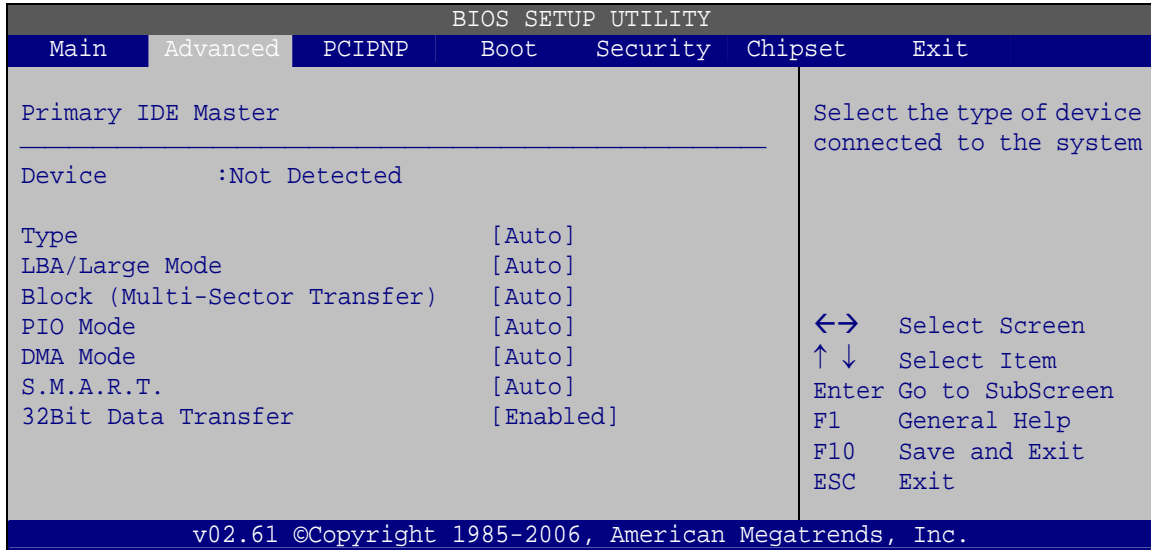 BIOS SETUP UTILITY
Main Advanced PCIPNP Boot Security Chipset Exit
Primary IDE Master
Device :Not Detected
Type [Auto]
LBA/Large Mode [Auto]
Block (Multi-Sector Transfer) [Auto]
PIO Mode [Auto]
DMA Mode [Auto]
S.M.A.R.T. [Auto]
32Bit Data Transfer [Enabled]
Select the type of device
connected to the system
←→ Select Screen
↑ ↓ Select Item
Enter Go to SubScreen
F1 General Help
F10 Save and Exit
ESC Exit
v02.61 ©Copyright 1985-2006, American Megatrends, Inc.